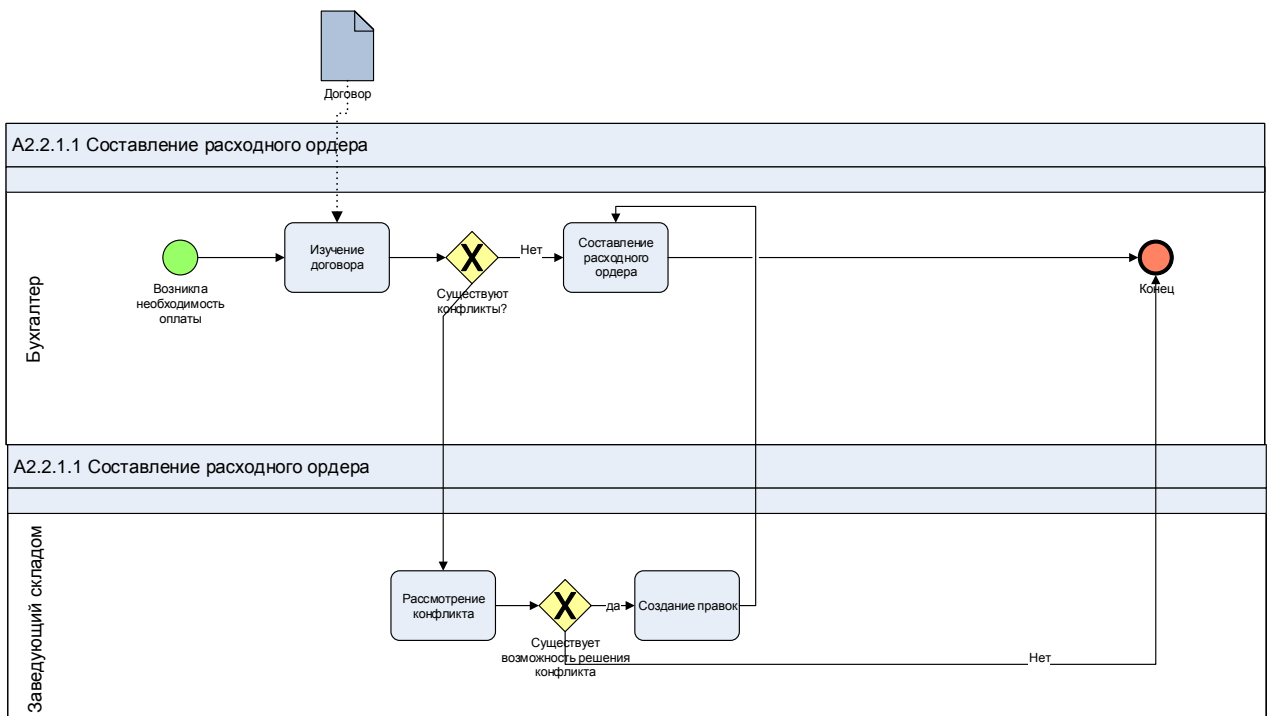 Договор
А2.2.1.1 Составление расходного ордера
Бухгалтер
Возникла
необходимость
оплаты
Изучение
договора
Существуют
конфликты?
Нет
Составление
расходного
ордера
Конец
А2.2.1.1 Составление расходного ордера
Заведующий складом
Рассмотрение
конфликта
Существует
возможность решения
конфликта
да
Создание правок
Нет